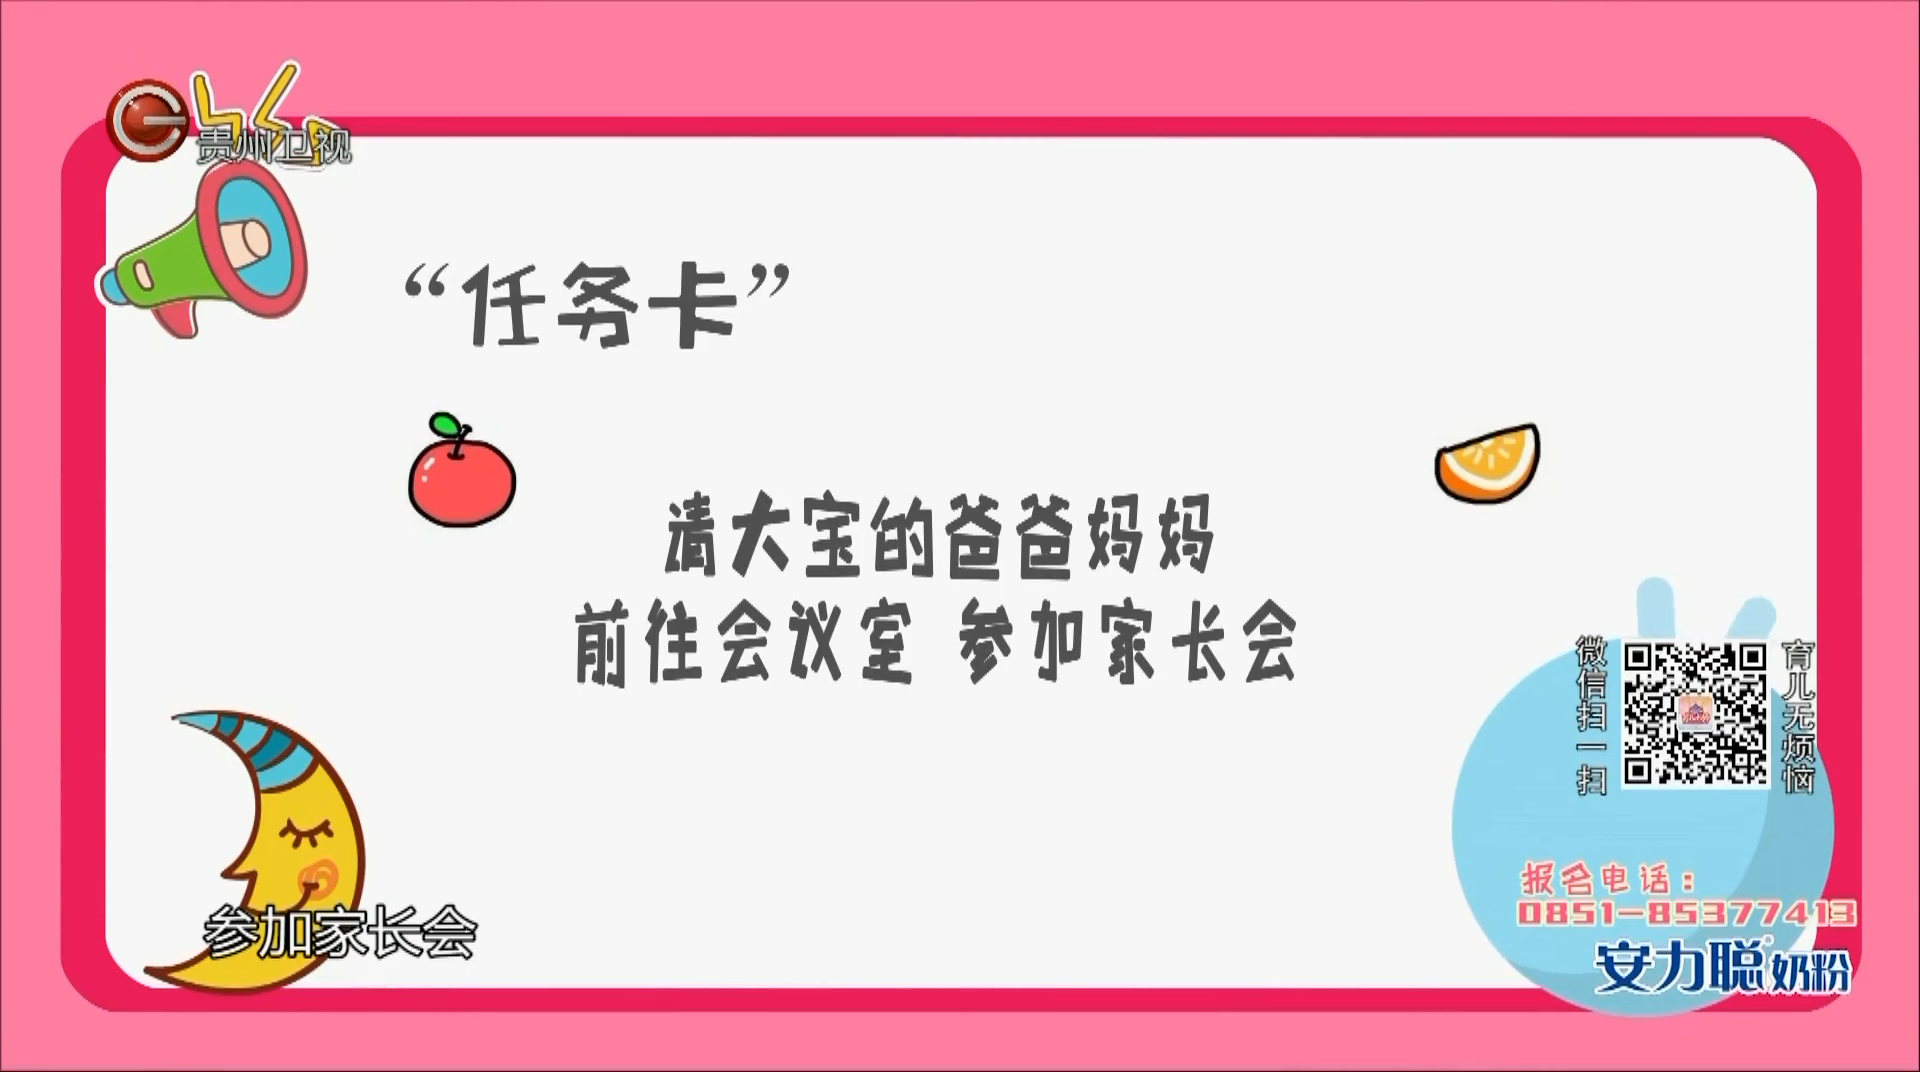 贵州卫视
“任务卡”
请大宝的爸爸妈妈
前往会议室 参加家长会
微信扫一扫
育儿无烦恼
参加家长会
报名电话：
0851-85377413
安力聪奶粉